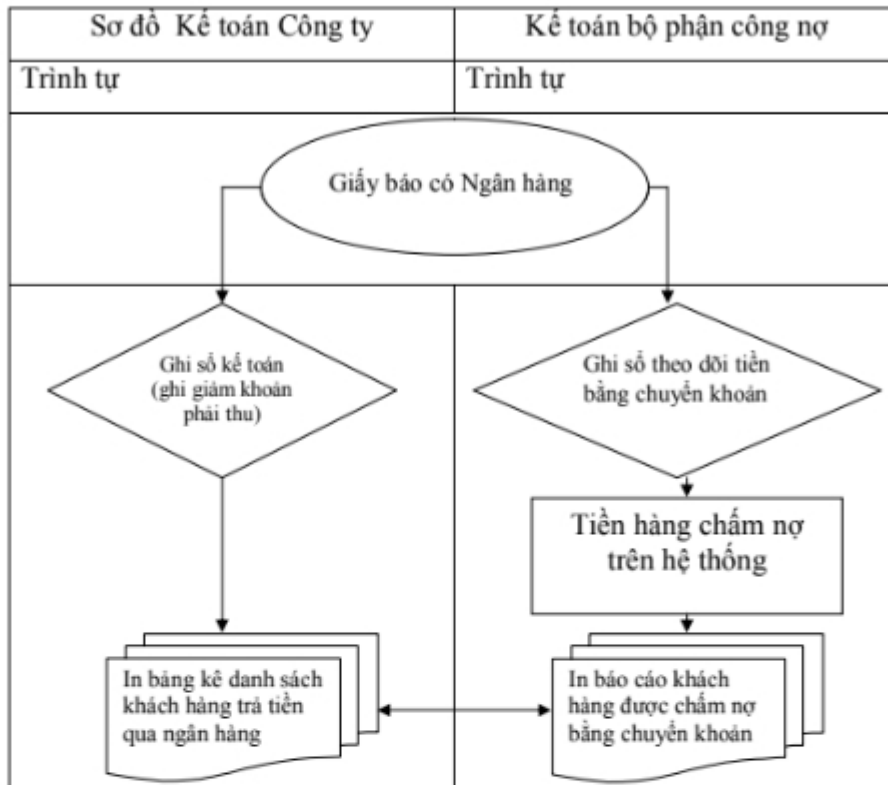 Sơ đồ Kế toán Công ty
Kế toán bộ phận công nợ
Trình tự
Trình tự
Giấy báo có Ngân hàng
Ghi sổ kế toán
(ghi giảm khoản
phải thu)
Ghi sổ theo dõi tiền
bằng chuyển khoản
Tiền hàng chấm nợ
trên hệ thống
In bảng kê danh sách
khách hàng trả tiền
qua ngân hàng
In báo cáo khách
hàng được chấm nợ
bằng chuyển khoản